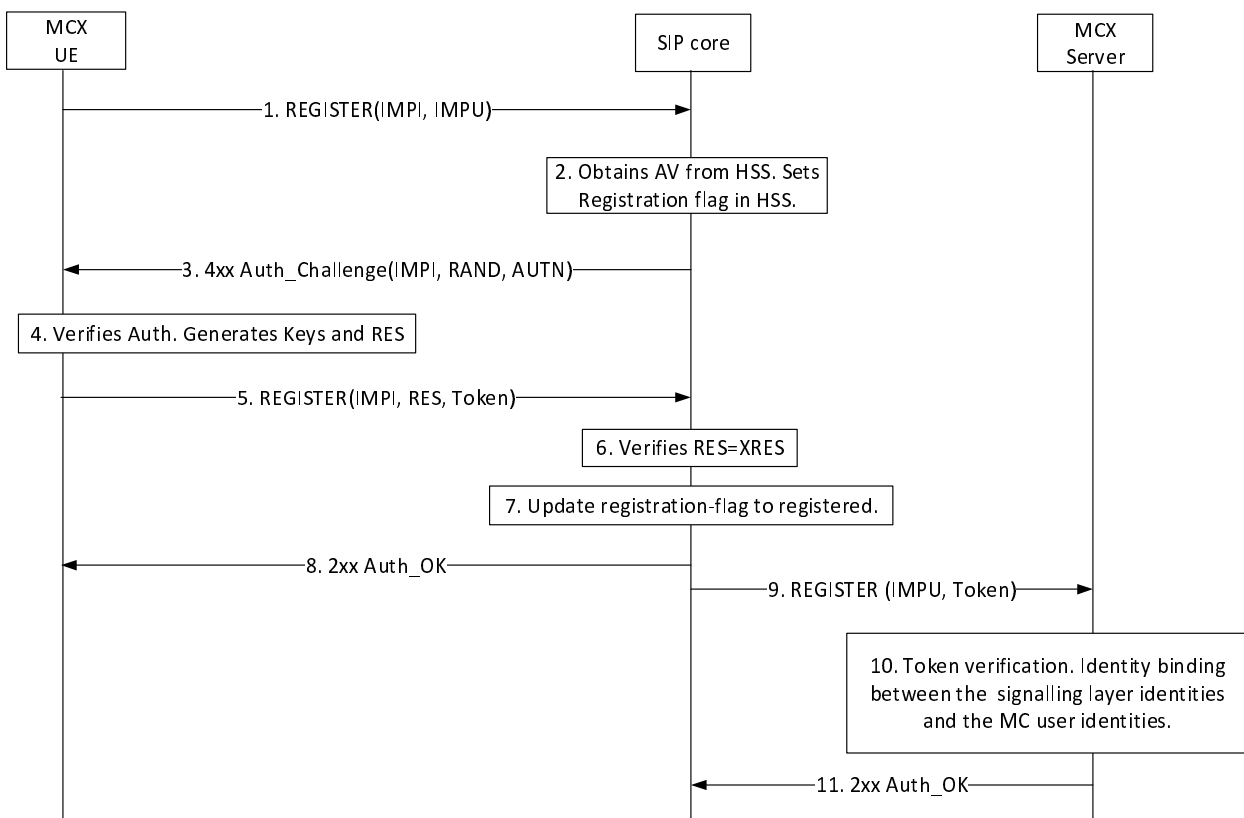 MCX
UE
SIP core
MCX
Server
1. REGISTER(IMPI, IMPU)
2. Obtains AV from HSS. Sets
Registration flag in HSS.
3. 4xx Auth_Challenge(IMPI, RAND, AUTN)
4. Verifies Auth. Generates Keys and RES
5. REGISTER(IMPI, RES, Token)
6. Verifies RES=XRES
7. Update registration-flag to registered.
8. 2xx Auth_OK
9. REGISTER (IMPU, Token)
10. Token verification. Identity binding
between the signalling layer identities
and the MC user identities.
11. 2xx Auth_OK